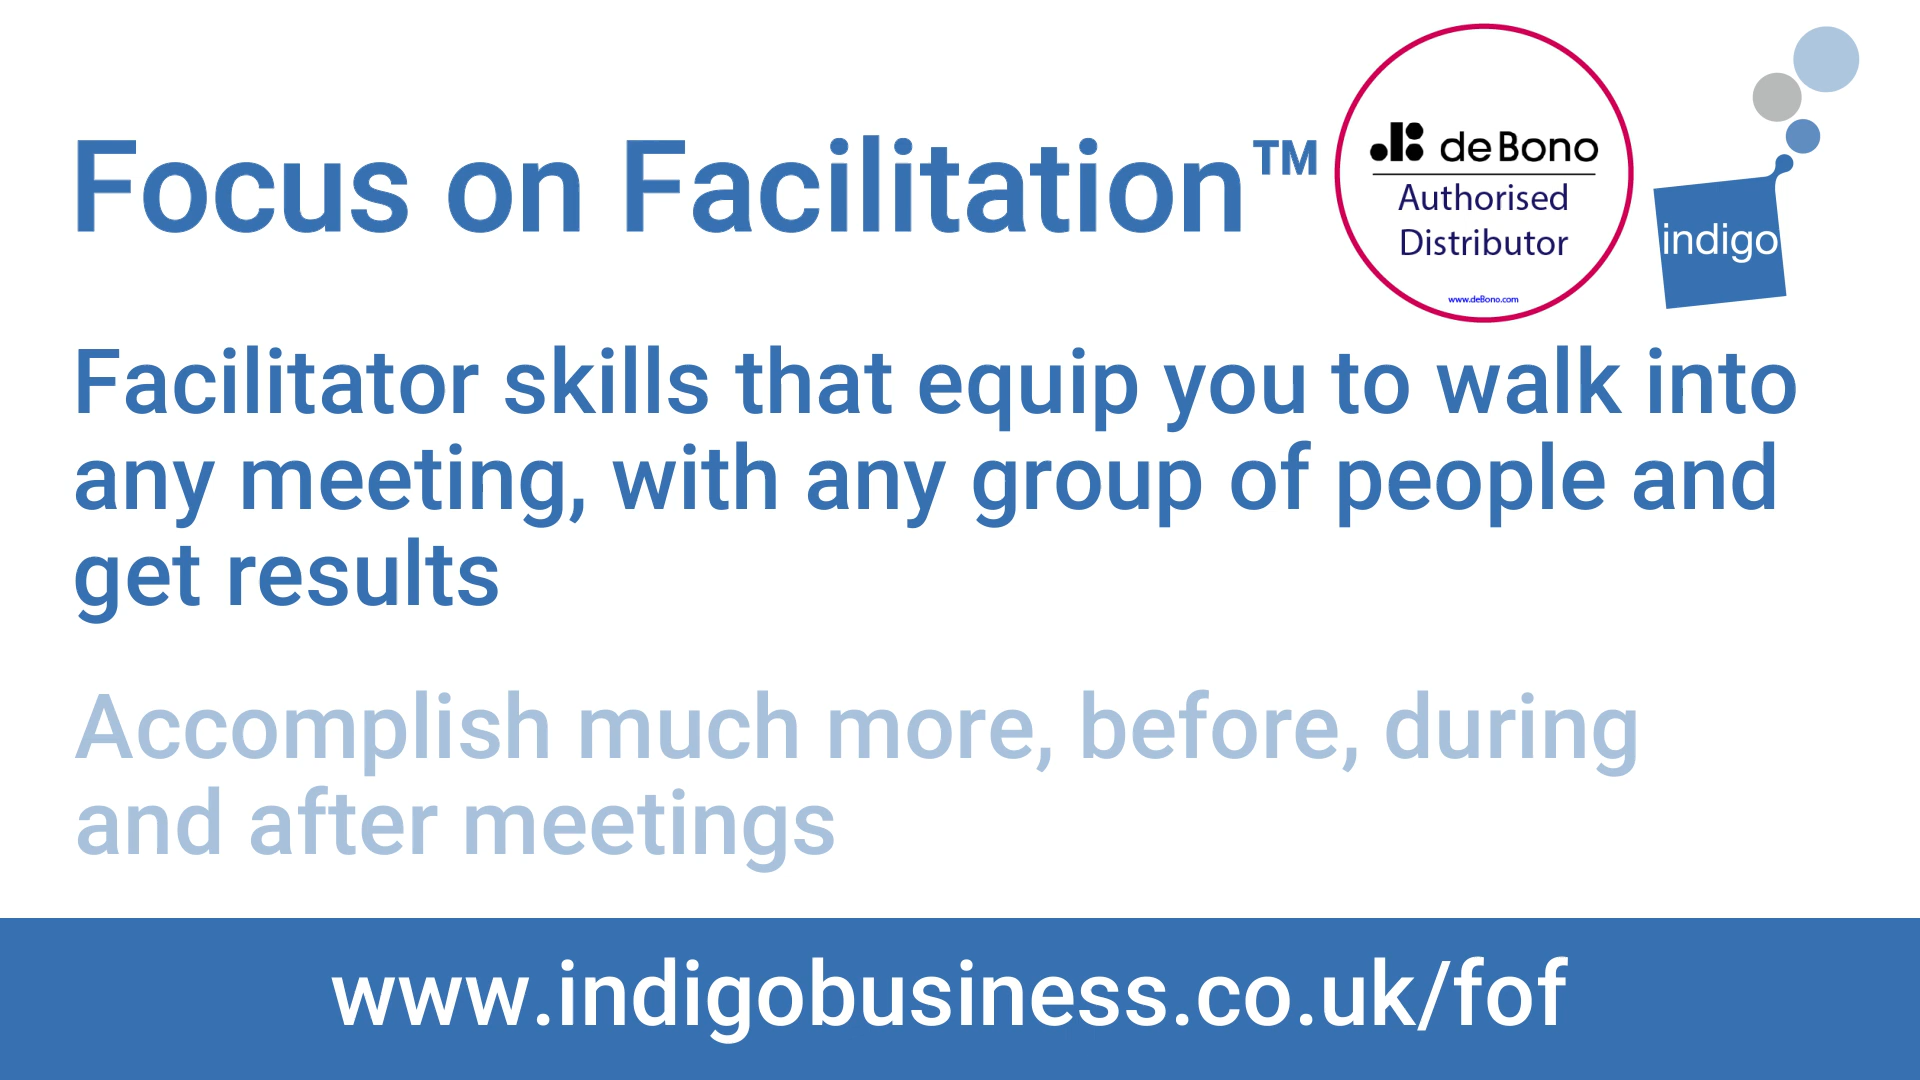 Focus on Facilitation™
de Bono
Authorised
Distributor
www.deBono.com
indigo
Facilitator skills that equip you to walk into
any meeting, with any group of people and
get results
Accomplish much more, before, during
and after meetings
www.indigobusiness.co.uk/fof